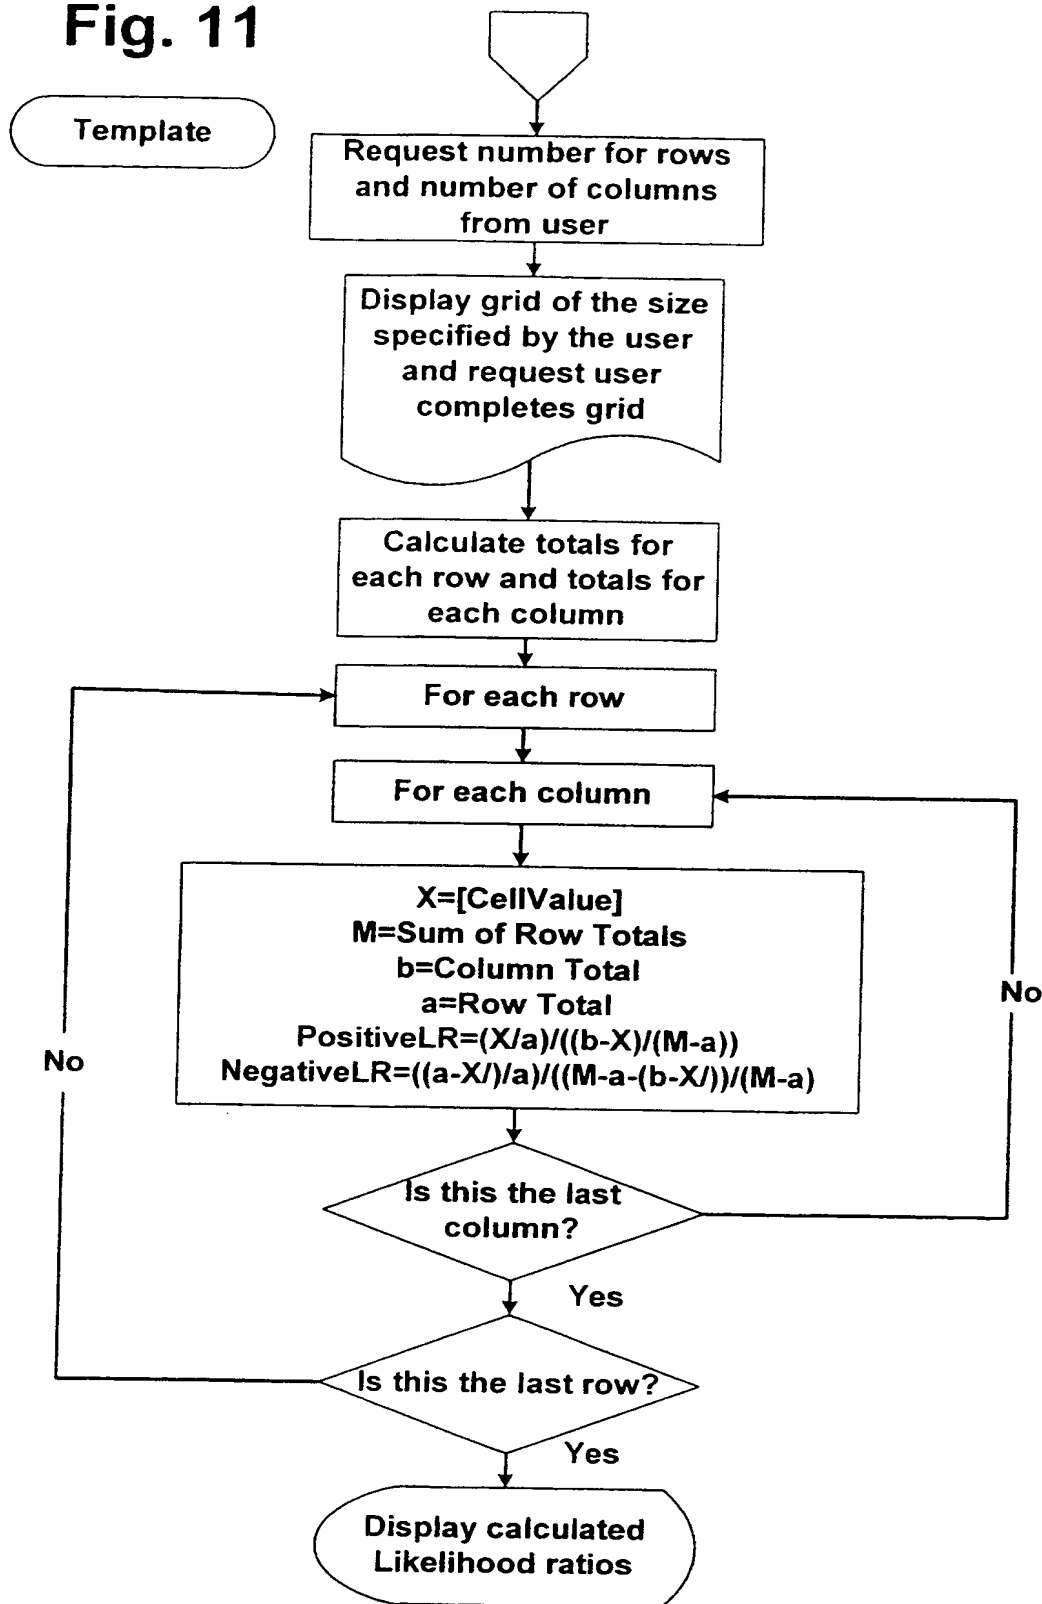 Fig. 11
Template
Request number for rows
and number of columns
from user
Display grid of the size
specified by the user
and request user
completes grid
Calculate totals for
each row and totals for
each column
For each row
For each column
X=[CellValue]
M=Sum of Row Totals
b=Column Total
a=Row Total
PositiveLR=(X/a)/((b-X)/(M-a))
NegativeLR=((a-X/)/a)/((M-a-(b-X/))/(M-a)
No
No
Is this the last
column?
Yes
Is this the last row?
Yes
Display calculated
Likelihood ratios